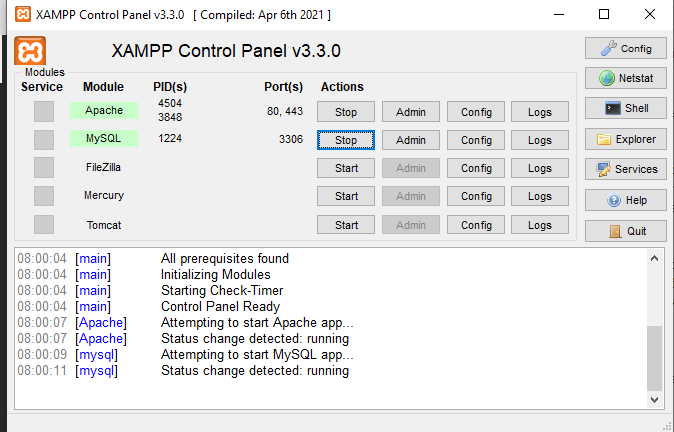 XAMPP Control Panel v3.3.0 [ Compiled: Apr 6th 2021 ]
XAMPP Control Panel v3.3.0
Config
Modules
Service Module PID(s) Port(s) Actions
Netstat
Apache 4504 3848 80, 443 Stop Admin Config Logs
Shell
MySQL 1224 3306 Stop Admin Config Logs
Explorer
FileZilla Start Admin Config Logs
Services
Mercury Start Admin Config Logs
Help
Tomcat Start Admin Config Logs
Quit
08:00:04 [main] All prerequisites found
08:00:04 [main] Initializing Modules
08:00:04 [main] Starting Check-Timer
08:00:04 [main] Control Panel Ready
08:00:07 [Apache] Attempting to start Apache app...
08:00:07 [Apache] Status change detected: running
08:00:09 [mysql] Attempting to start MySQL app...
08:00:11 [mysql] Status change detected: running